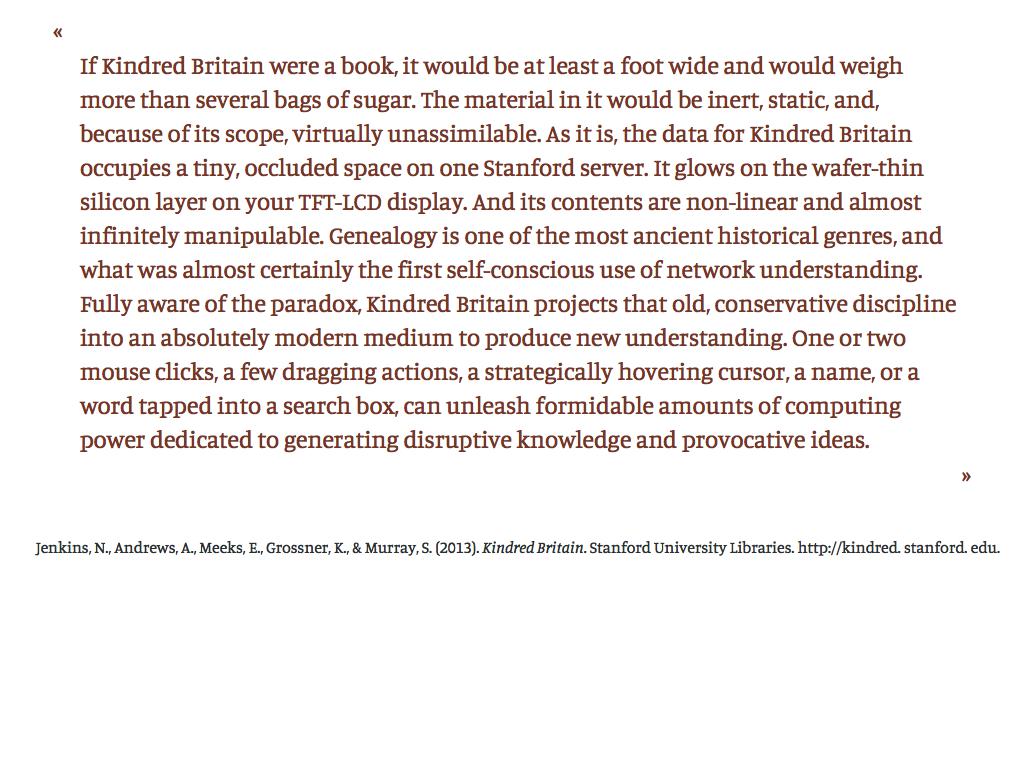 «
If Kindred Britain were a book, it would be at least a foot wide and would weigh
more than several bags of sugar. The material in it would be inert, static, and,
because of its scope, virtually unassimilable. As it is, the data for Kindred Britain
occupies a tiny, occluded space on one Stanford server. It glows on the wafer-thin
silicon layer on your TFT-LCD display. And its contents are non-linear and almost
infinitely manipulable. Genealogy is one of the most ancient historical genres, and
what was almost certainly the first self-conscious use of network understanding.
Fully aware of the paradox, Kindred Britain projects that old, conservative discipline
into an absolutely modern medium to produce new understanding. One or two
mouse clicks, a few dragging actions, a strategically hovering cursor, a name, or a
word tapped into a search box, can unleash formidable amounts of computing
power dedicated to generating disruptive knowledge and provocative ideas.
»
Jenkins, N., Andrews, A., Meeks, E., Grossner, K., & Murray, S. (2013). Kindred Britain. Stanford University Libraries. http://kindred. stanford. edu.